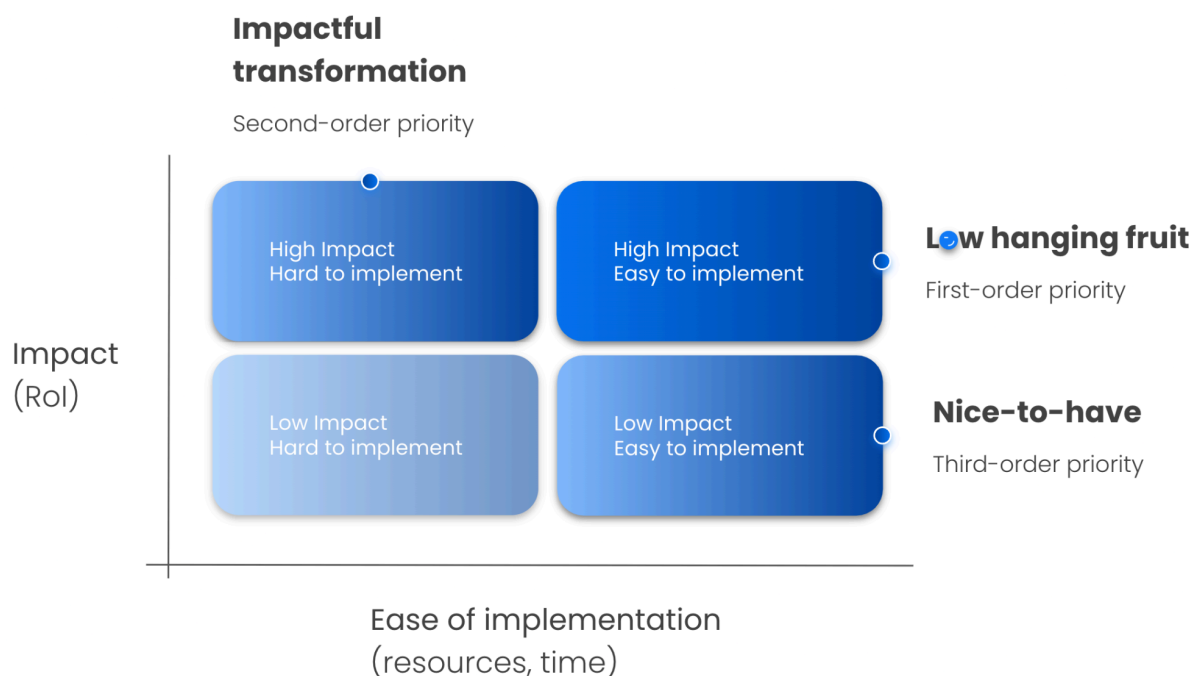 Impactful
transformation
Second-order priority
High Impact
Hard to implement
High Impact
Easy to implement
Low hanging fruit
First-order priority
Impact
(RoI)
Low Impact
Hard to implement
Low Impact
Easy to implement
Nice-to-have
Third-order priority
Ease of implementation
(resources, time)